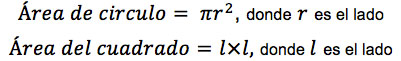 Área de circulo = πr², donde r es el lado
Área del cuadrado = l×l, donde l es el lado